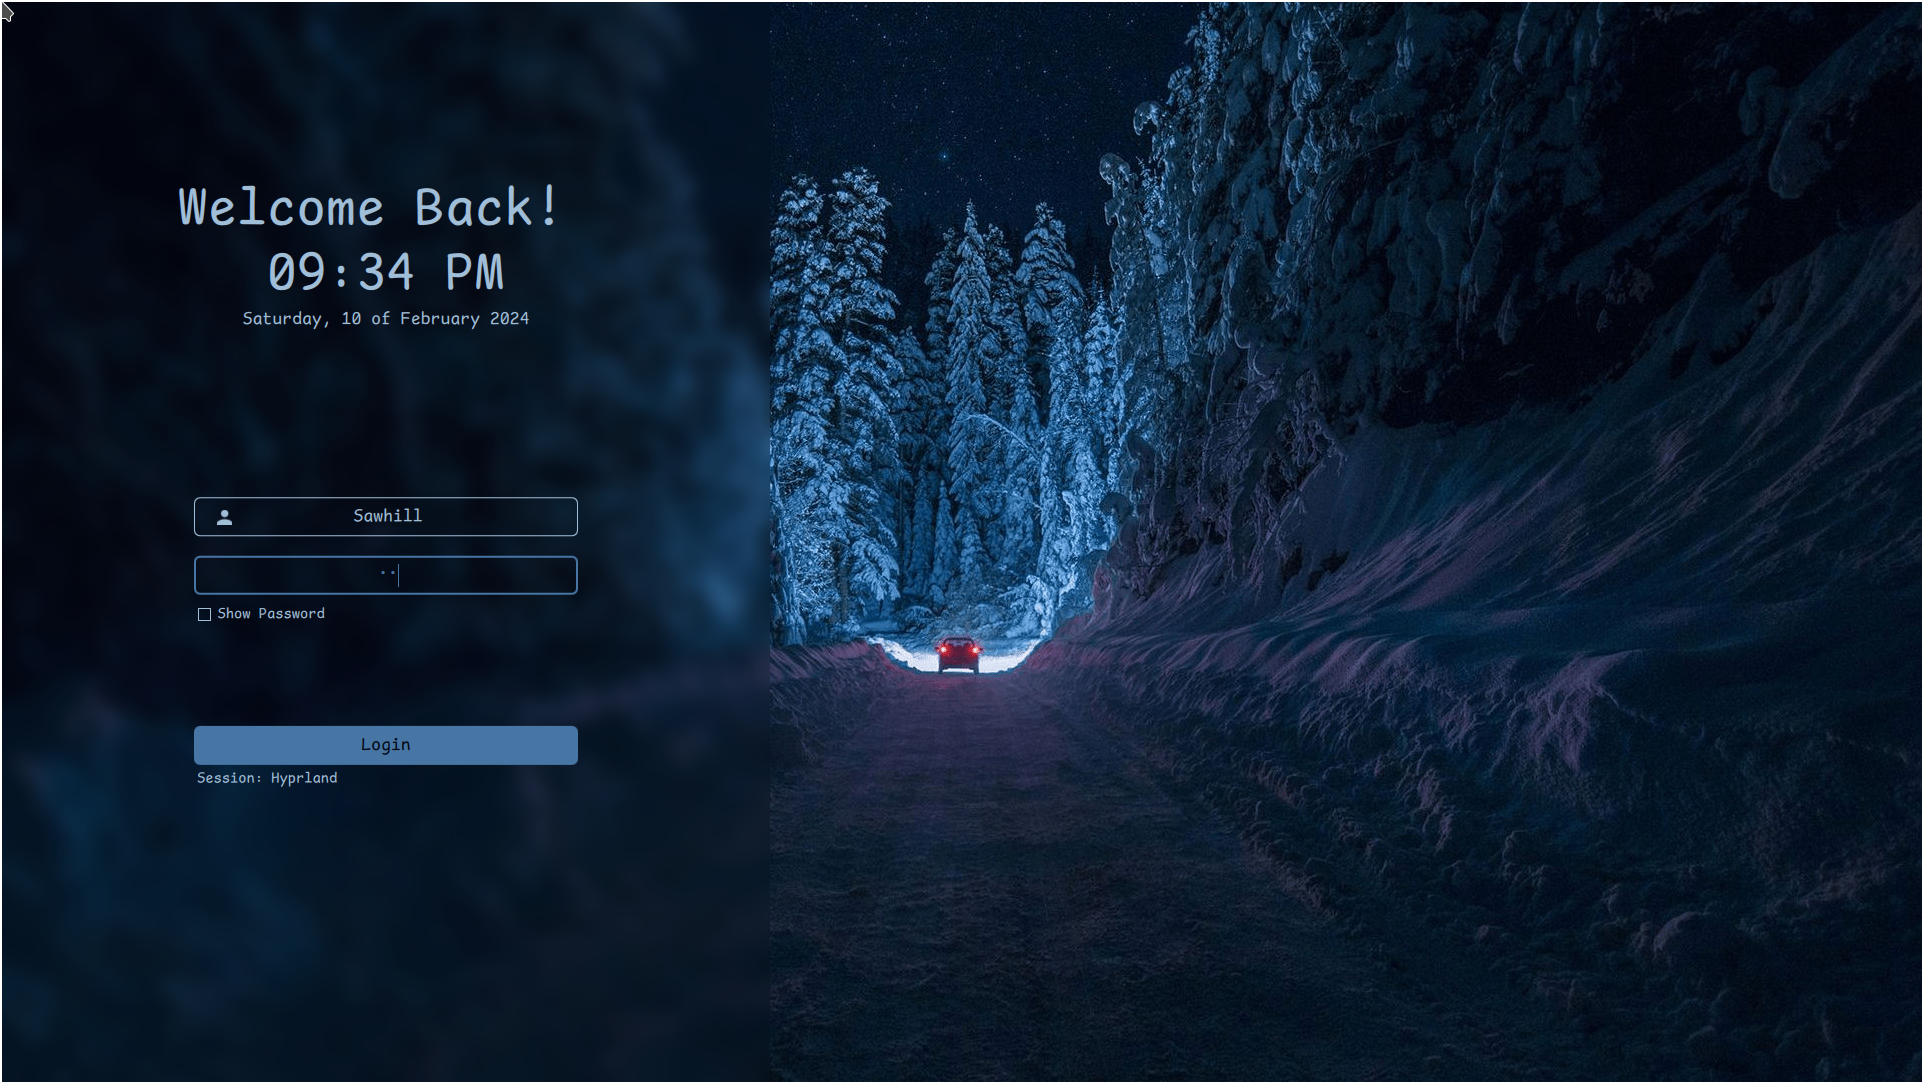 Welcome Back!
09:34 PM
Saturday, 10 of February 2024
Sawhill
Show Password
Login
Session: Hyprland